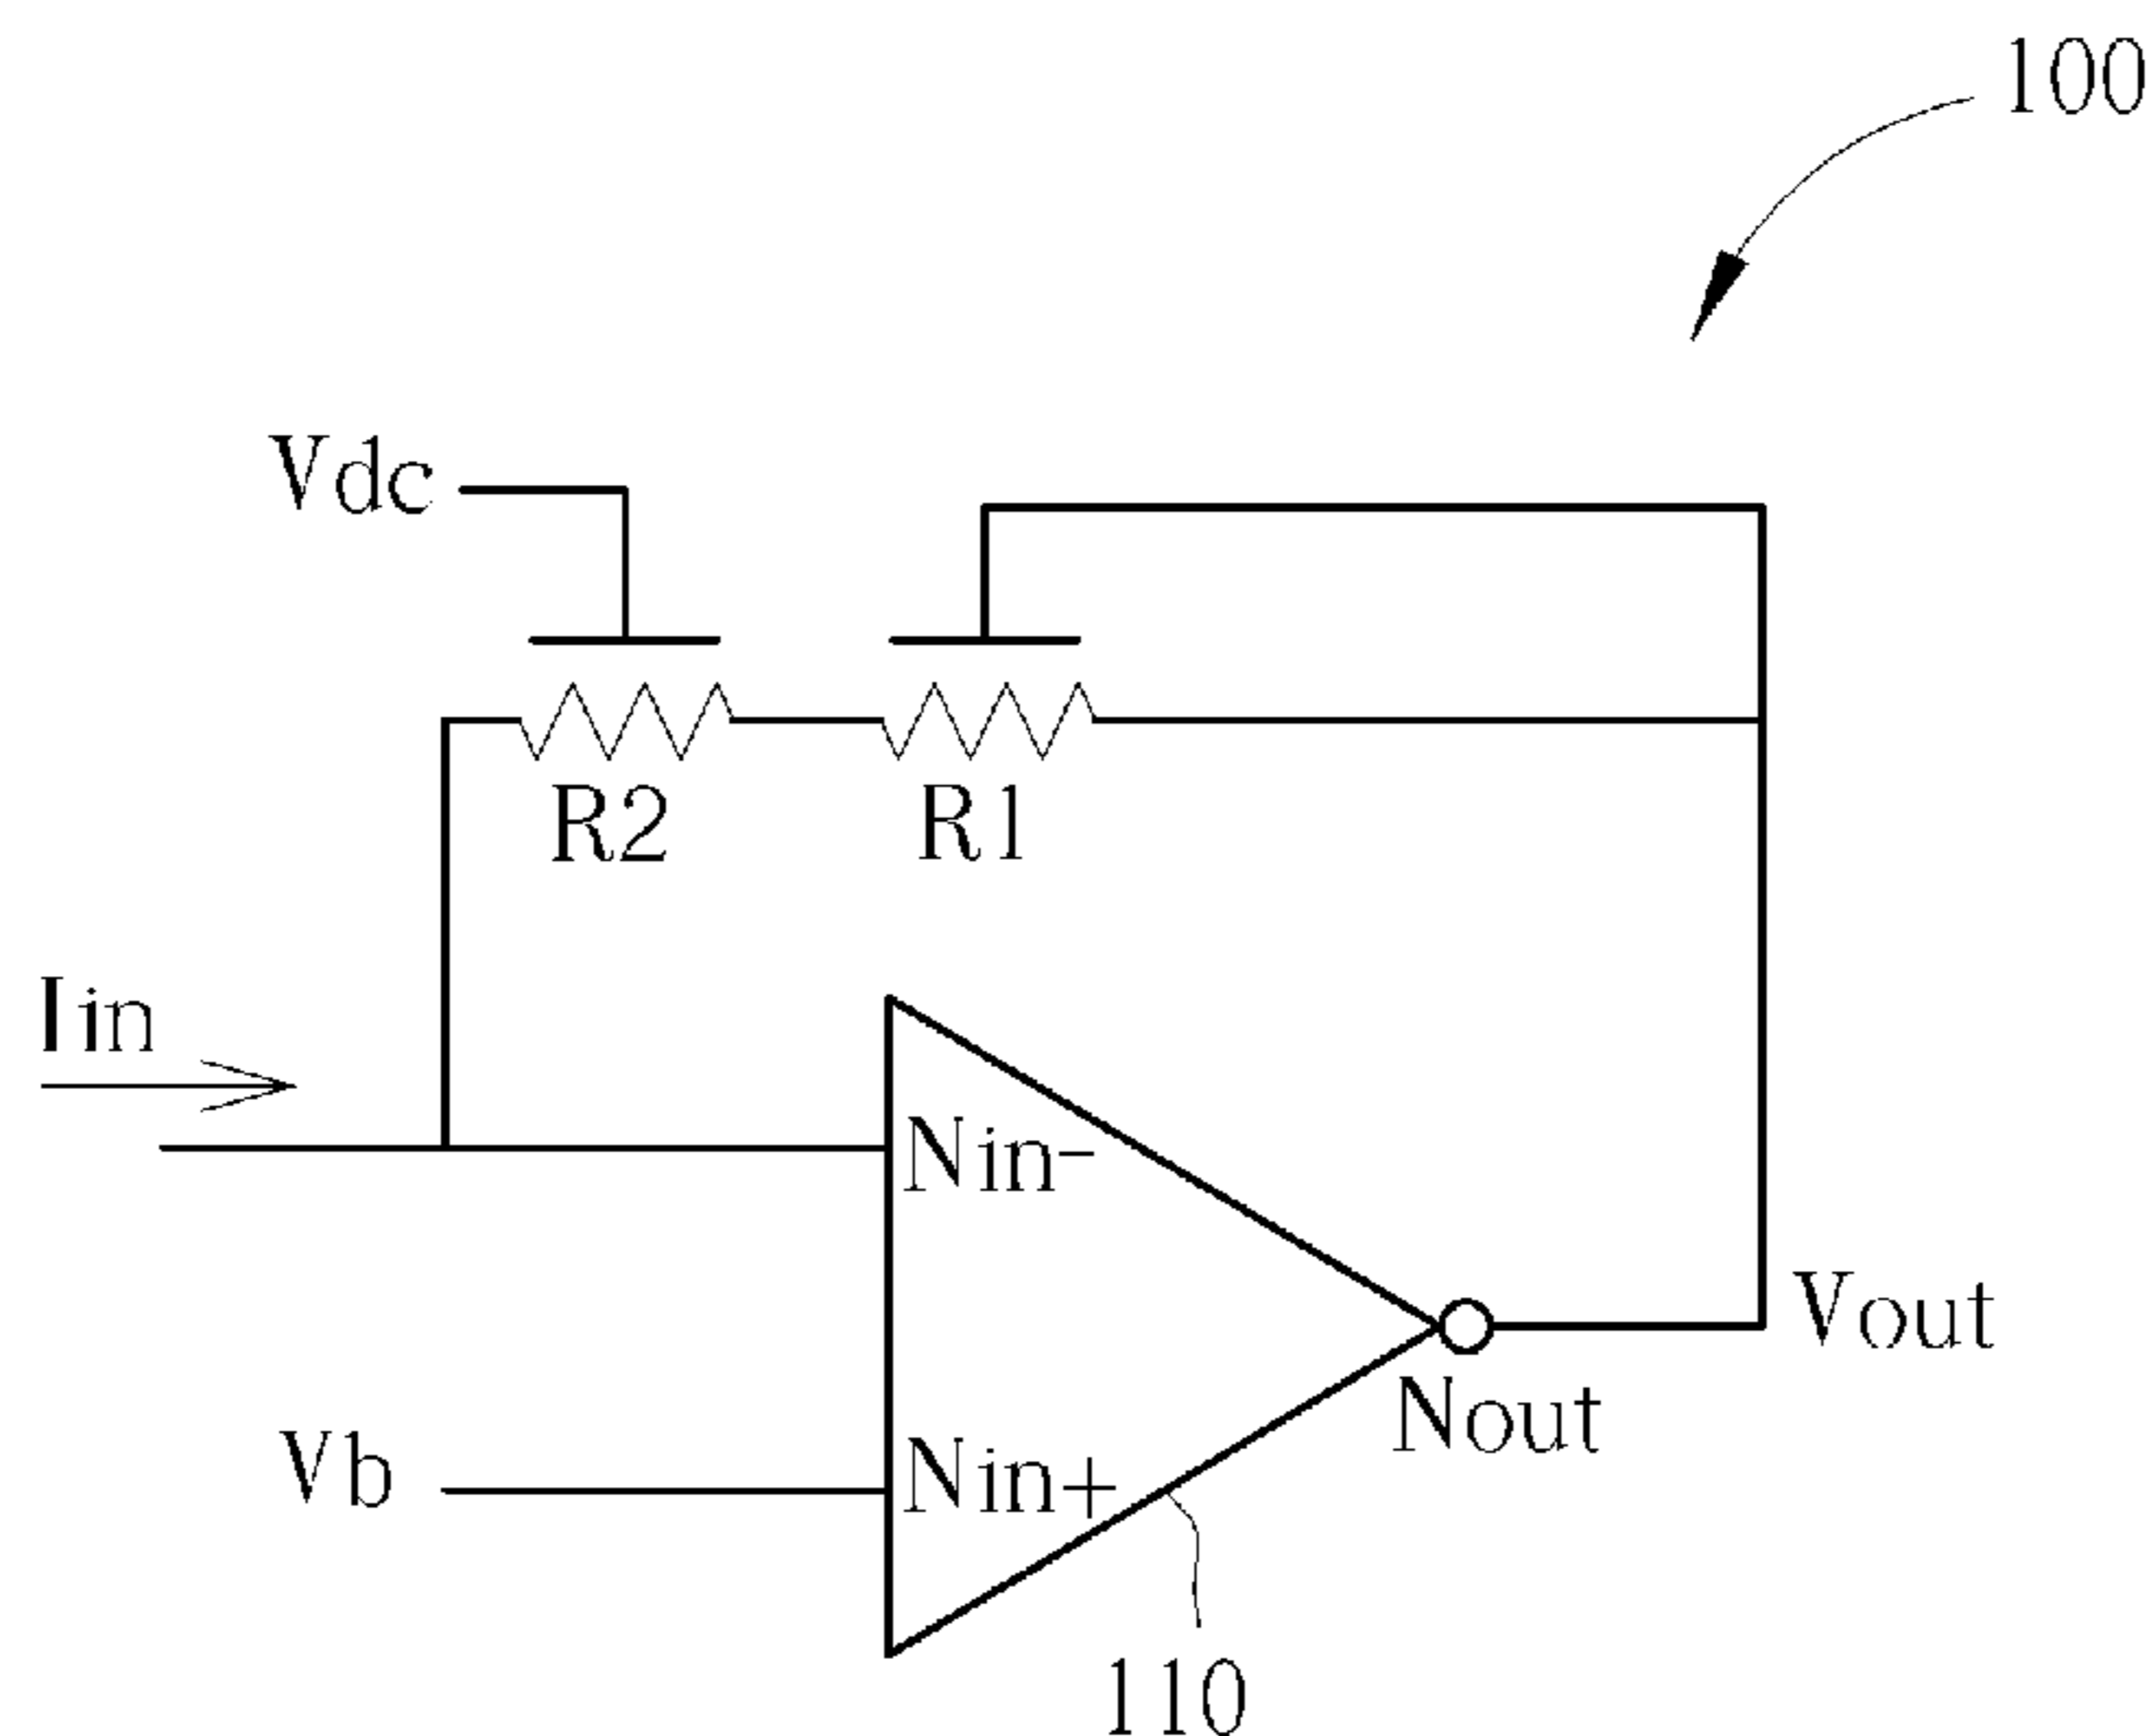 100
Vdc
R2
R1
Iin
Nin-
Vout
Nout
Vb
Nin+
110